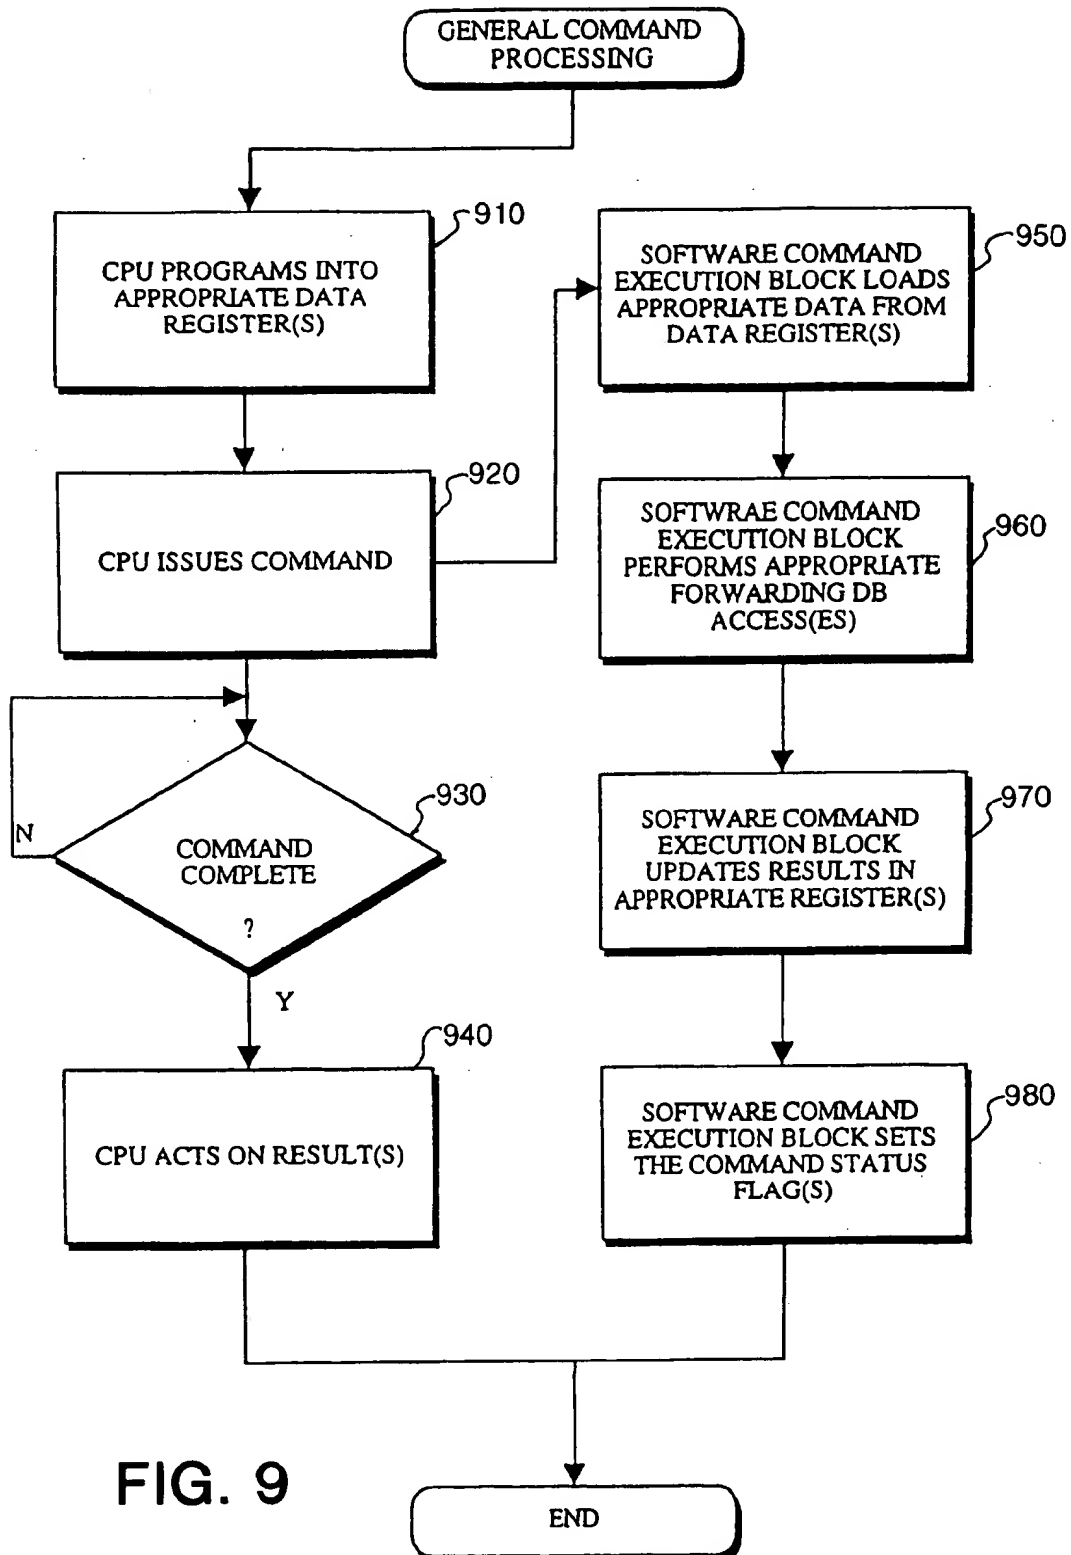 GENERAL COMMAND
PROCESSING
910
CPU PROGRAMS INTO
APPROPRIATE DATA
REGISTER(S)
920
CPU ISSUES COMMAND
930
COMMAND
COMPLETE
?
N
Y
940
CPU ACTS ON RESULT(S)
950
SOFTWARE COMMAND
EXECUTION BLOCK LOADS
APPROPRIATE DATA FROM
DATA REGISTER(S)
960
SOFTWRAE COMMAND
EXECUTION BLOCK
PERFORMS APPROPRIATE
FORWARDING DB
ACCESS(ES)
970
SOFTWARE COMMAND
EXECUTION BLOCK
UPDATES RESULTS IN
APPROPRIATE REGISTER(S)
980
SOFTWARE COMMAND
EXECUTION BLOCK SETS
THE COMMAND STATUS
FLAG(S)
END
FIG. 9